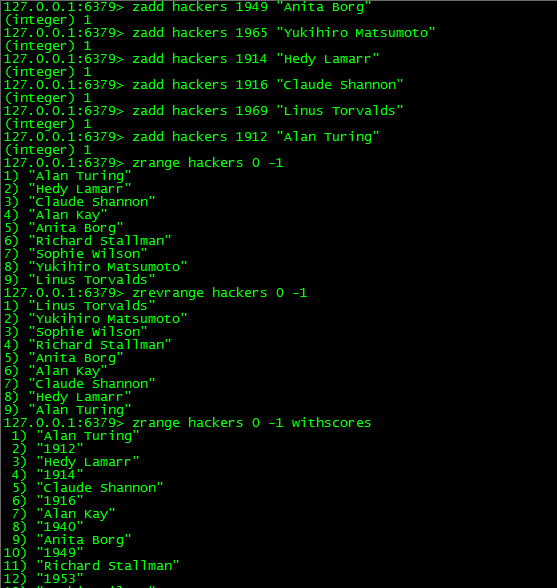 127.0.0.1:6379> zadd hackers 1949 "Anita Borg"
(integer) 1
127.0.0.1:6379> zadd hackers 1965 "Yukihiro Matsumoto"
(integer) 1
127.0.0.1:6379> zadd hackers 1914 "Hedy Lamarr"
(integer) 1
127.0.0.1:6379> zadd hackers 1916 "Claude Shannon"
(integer) 1
127.0.0.1:6379> zadd hackers 1969 "Linus Torvalds"
(integer) 1
127.0.0.1:6379> zadd hackers 1912 "Alan Turing"
(integer) 1
127.0.0.1:6379> zrange hackers 0 -1
1) "Alan Turing"
2) "Hedy Lamarr"
3) "Claude Shannon"
4) "Alan Kay"
5) "Anita Borg"
6) "Richard Stallman"
7) "Sophie Wilson"
8) "Yukihiro Matsumoto"
9) "Linus Torvalds"
127.0.0.1:6379> zrevrange hackers 0 -1
1) "Linus Torvalds"
2) "Yukihiro Matsumoto"
3) "Sophie Wilson"
4) "Richard Stallman"
5) "Anita Borg"
6) "Alan Kay"
7) "Claude Shannon"
8) "Hedy Lamarr"
9) "Alan Turing"
127.0.0.1:6379> zrange hackers 0 -1 withscores
1) "Alan Turing"
2) "1912"
3) "Hedy Lamarr"
4) "1914"
5) "Claude Shannon"
6) "1916"
7) "Alan Kay"
8) "1940"
9) "Anita Borg"
10) "1949"
11) "Richard Stallman"
12) "1953"